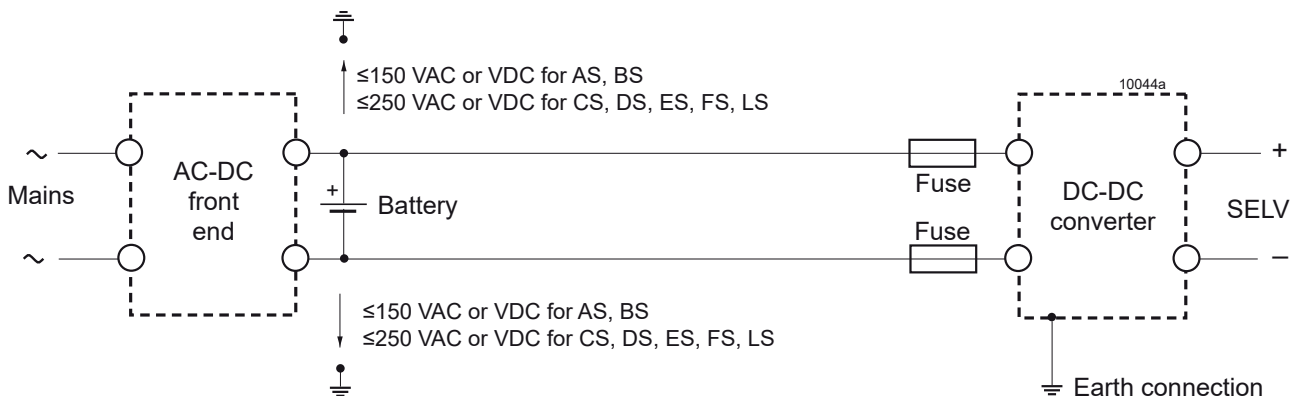 ≤150 VAC or VDC for AS, BS
≤250 VAC or VDC for CS, DS, ES, FS, LS
10044a
~
Mains
~
AC-DC
front
end
+
Battery
Fuse
Fuse
DC-DC
converter
+
SELV
–
≤150 VAC or VDC for AS, BS
≤250 VAC or VDC for CS, DS, ES, FS, LS
Earth connection